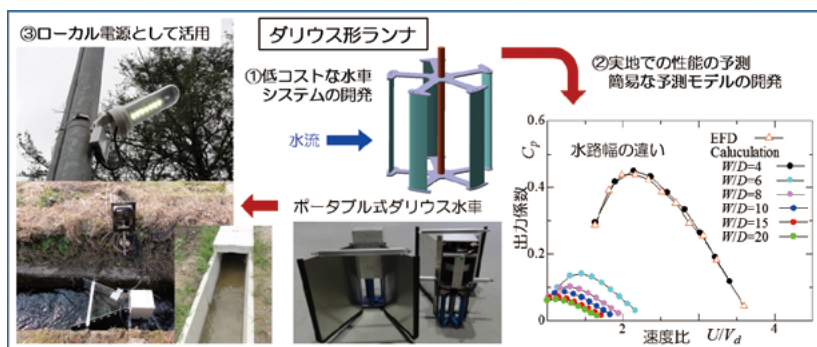 ③ローカル電源として活用
ダリウス形ランナ
①低コストな水車
システムの開発
水流
②実地での性能の予測
簡易な予測モデルの開発
ポータブル式ダリウス水車
水路幅の違い
EFD
Caluculation
W/D=4
W/D=6
W/D=8
W/D=10
W/D=15
W/D=20
出力係数 Cp
0.6
0.4
0.2
0
2
4
速度比 U/Vd